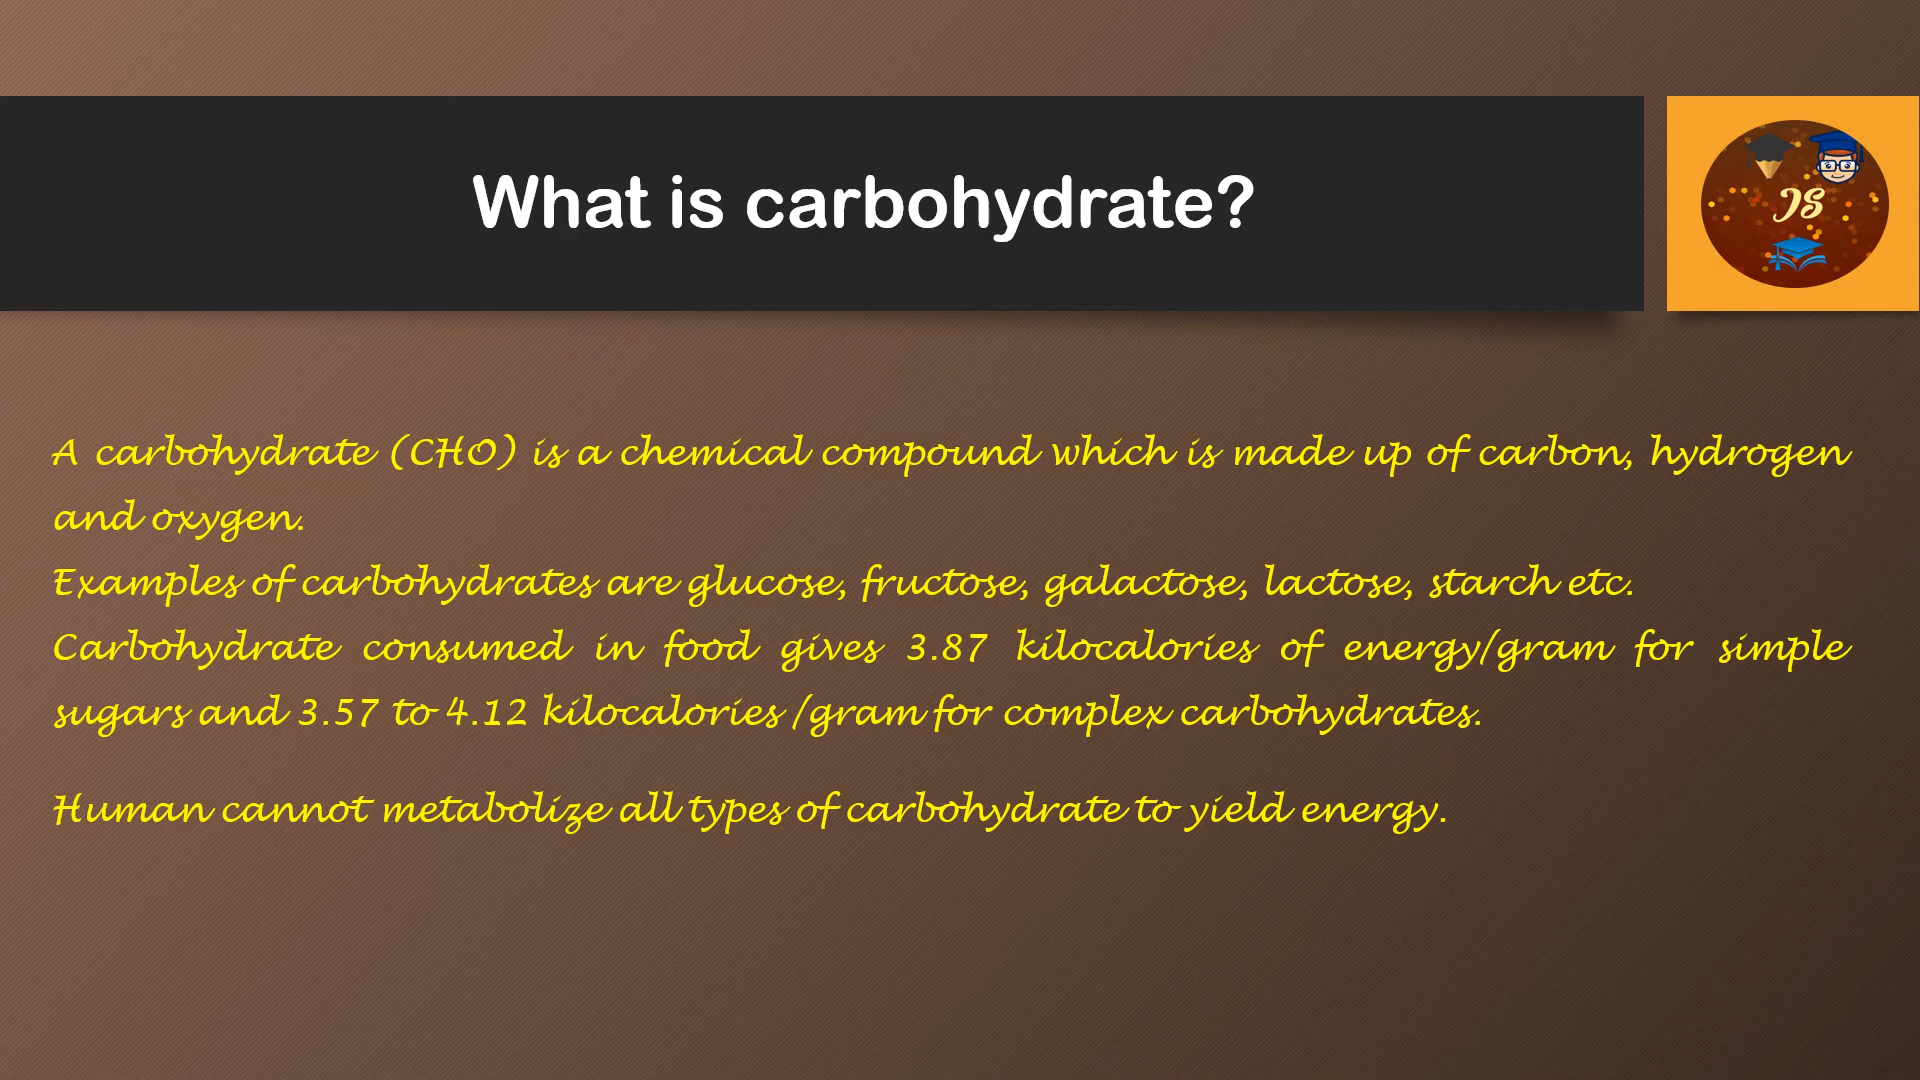 What is carbohydrate?
JS
A carbohydrate (CHO) is a chemical compound which is made up of carbon, hydrogen
and oxygen.
Examples of carbohydrates are glucose, fructose, galactose, lactose, starch etc.
Carbohydrate consumed in food gives 3.87 kilocalories of energy/gram for simple
sugars and 3.57 to 4.12 kilocalories /gram for complex carbohydrates.
Human cannot metabolize all types of carbohydrate to yield energy.